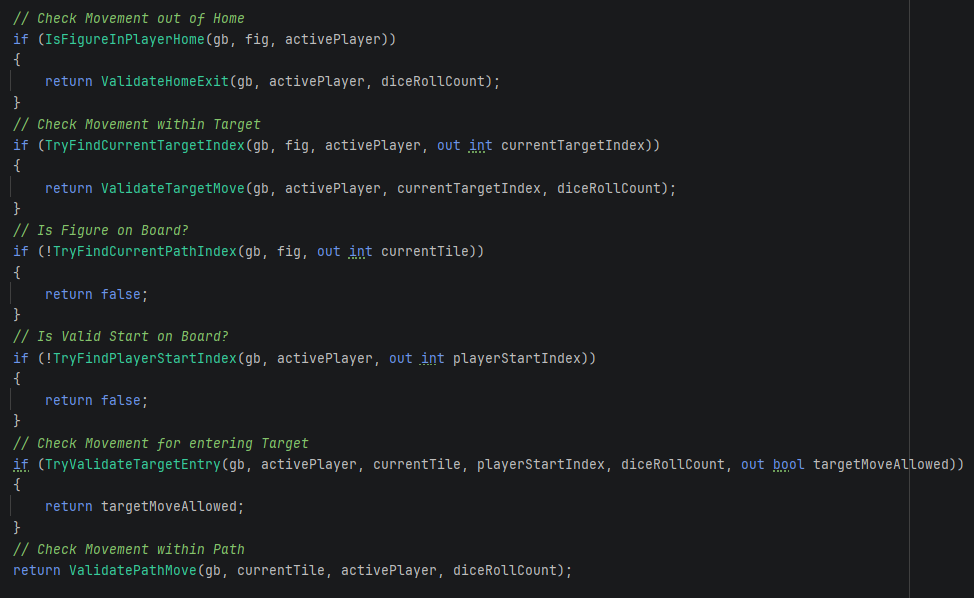 // Check Movement out of Home
if (IsFigureInPlayerHome(gb, fig, activePlayer))
{
    return ValidateHomeExit(gb, activePlayer, diceRollCount);
}
// Check Movement within Target
if (TryFindCurrentTargetIndex(gb, fig, activePlayer, out int currentTargetIndex))
{
    return ValidateTargetMove(gb, activePlayer, currentTargetIndex, diceRollCount);
}
// Is Figure on Board?
if (!TryFindCurrentPathIndex(gb, fig, out int currentTile))
{
    return false;
}
// Is Valid Start on Board?
if (!TryFindPlayerStartIndex(gb, activePlayer, out int playerStartIndex))
{
    return false;
}
// Check Movement for entering Target
if (TryValidateTargetEntry(gb, activePlayer, currentTile, playerStartIndex, diceRollCount, out bool targetMoveAllowed))
{
    return targetMoveAllowed;
}
// Check Movement within Path
return ValidatePathMove(gb, currentTile, activePlayer, diceRollCount);